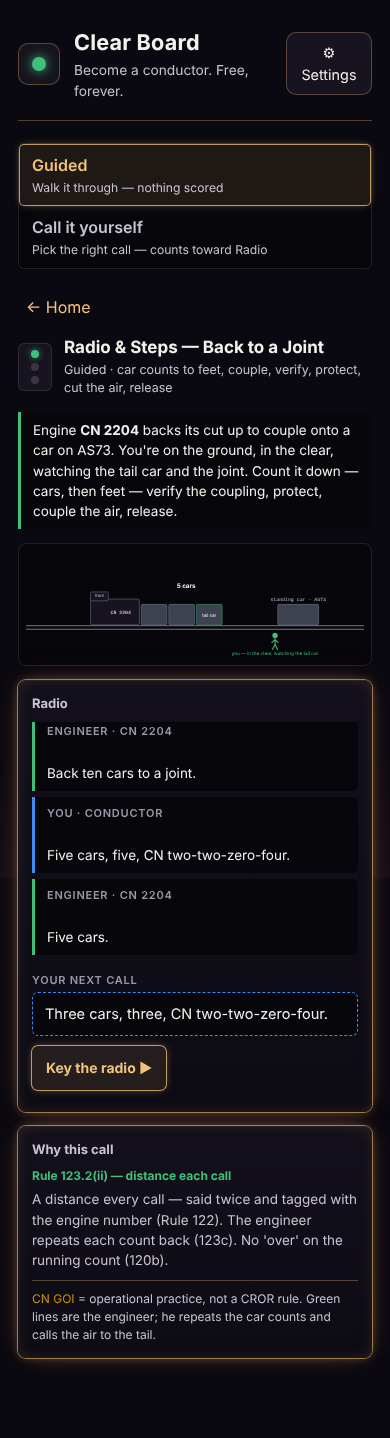 Clear Board
Become a conductor. Free,
forever.
⚙
Settings
Guided
Walk it through — nothing scored
Call it yourself
Pick the right call — counts toward Radio
← Home
Radio & Steps — Back to a Joint
Guided · car counts to feet, couple, verify, protect,
cut the air, release
Engine CN 2204 backs its cut up to couple onto a
car on AS73. You're on the ground, in the clear,
watching the tail car and the joint. Count it down —
cars, then feet — verify the coupling, protect,
couple the air, release.
5 cars
CN 2204
tail car
standing car · AS73
you — in the clear, watching the tail car
Radio
ENGINEER · CN 2204
Back ten cars to a joint.
YOU · CONDUCTOR
Five cars, five, CN two-two-zero-four.
ENGINEER · CN 2204
Five cars.
YOUR NEXT CALL
Three cars, three, CN two-two-zero-four.
Key the radio ▶
Why this call
Rule 123.2(ii) — distance each call
A distance every call — said twice and tagged with
the engine number (Rule 122). The engineer
repeats each count back (123c). No 'over' on the
running count (120b).
CN GOI = operational practice, not a CROR rule. Green
lines are the engineer; he repeats the car counts and
calls the air to the tail.